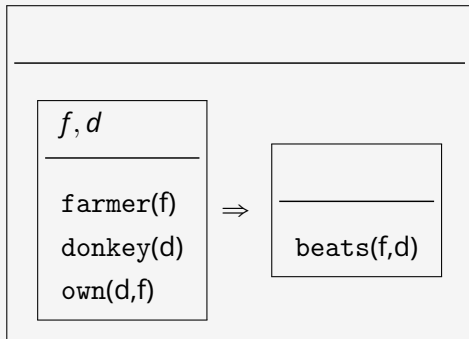 f, d
farmer(f)
donkey(d)
own(d,f)
⇒
beats(f,d)